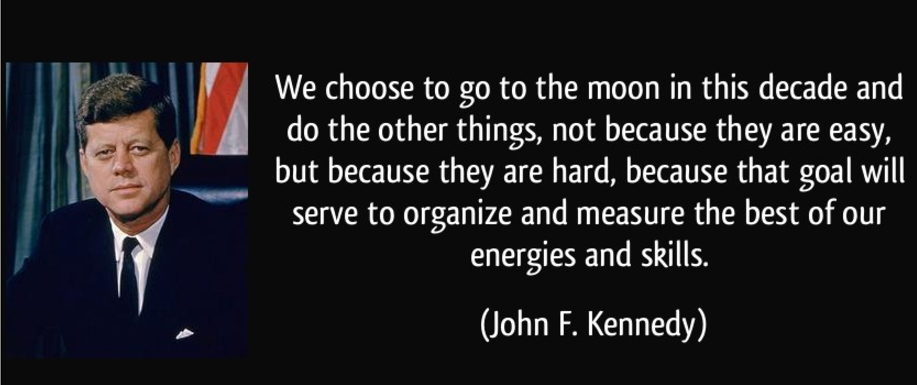 We choose to go to the moon in this decade and
do the other things, not because they are easy,
but because they are hard, because that goal will
serve to organize and measure the best of our
energies and skills.
(John F. Kennedy)